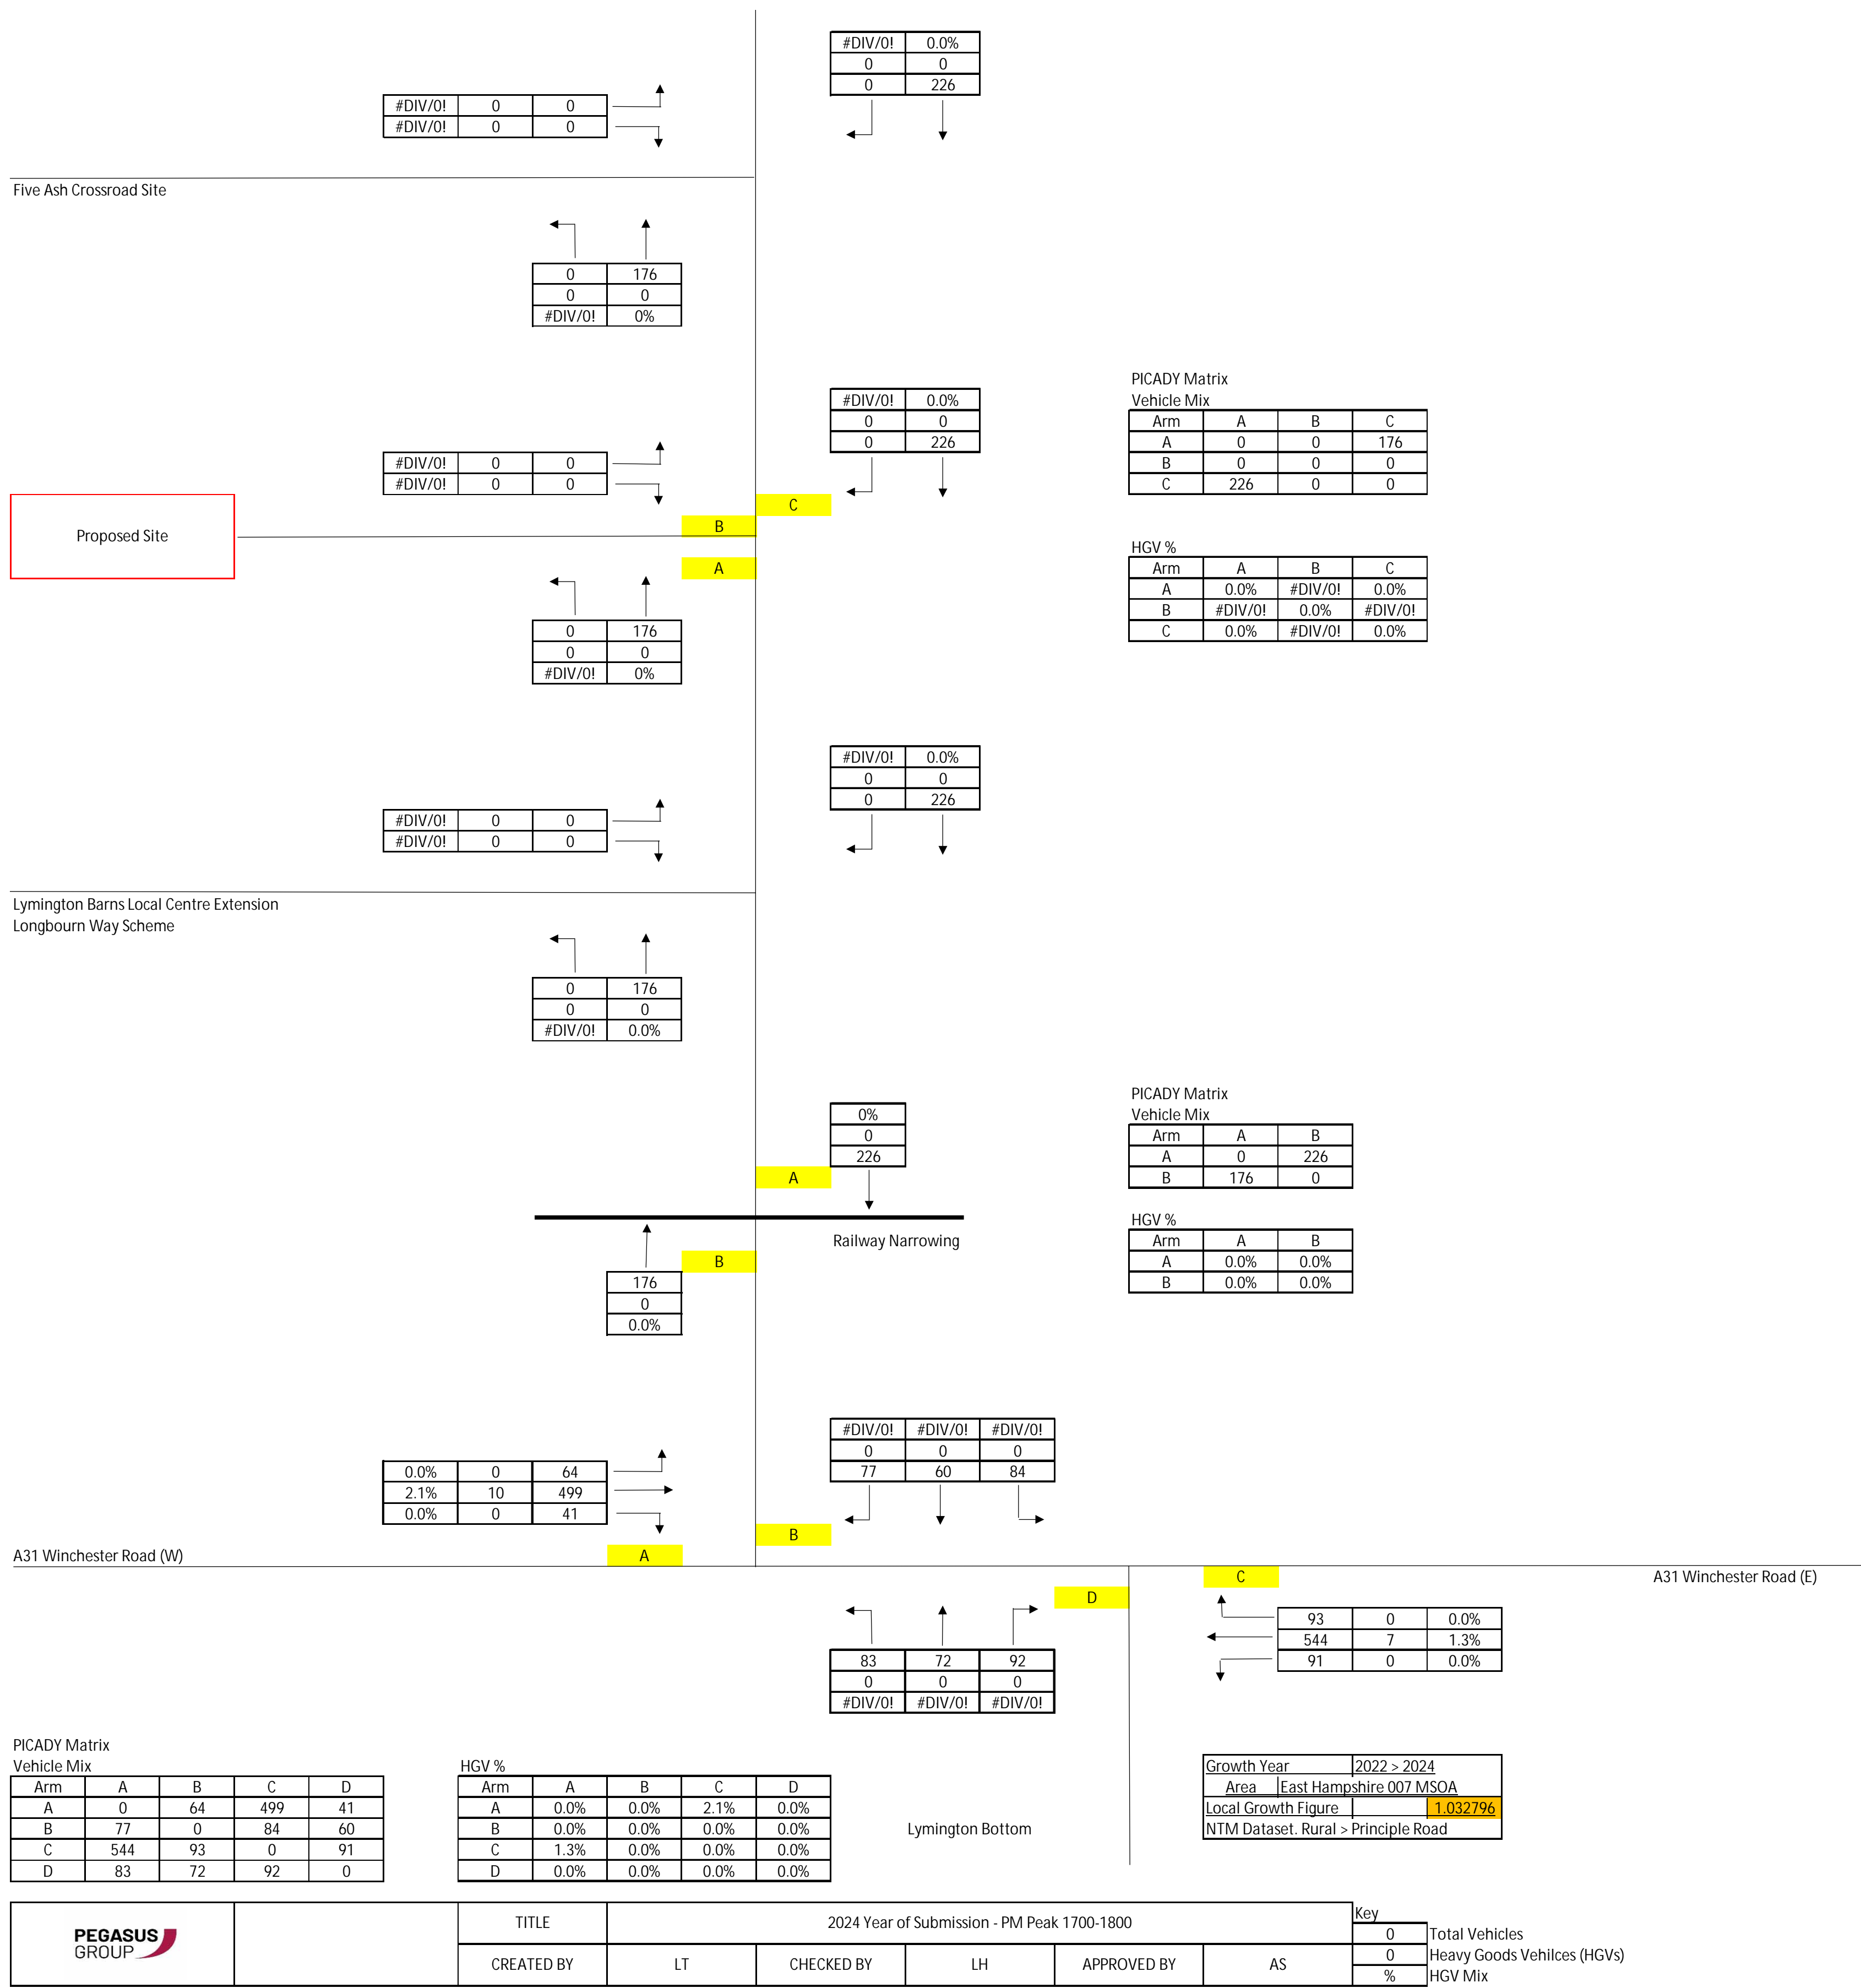 #DIV/0! 0.0%
0 0
0 226
#DIV/0! 0 0
#DIV/0! 0 0
Five Ash Crossroad Site
0 176
0 0
#DIV/0! 0%
#DIV/0! 0.0%
0 0
0 226
#DIV/0! 0 0
#DIV/0! 0 0
C
B
Proposed Site
A
0 176
0 0
#DIV/0! 0%
PICADY Matrix
Vehicle Mix
Arm A B C
A 0 0 176
B 0 0 0
C 226 0 0
HGV %
Arm A B C
A 0.0% #DIV/0! 0.0%
B #DIV/0! 0.0% #DIV/0!
C 0.0% #DIV/0! 0.0%
#DIV/0! 0.0%
0 0
0 226
#DIV/0! 0 0
#DIV/0! 0 0
Lymington Barns Local Centre Extension
Longbourn Way Scheme
0 176
0 0
#DIV/0! 0.0%
0%
0
226
A
Railway Narrowing
B
176
0
0.0%
PICADY Matrix
Vehicle Mix
Arm A B
A 0 226
B 176 0
HGV %
Arm A B
A 0.0% 0.0%
B 0.0% 0.0%
#DIV/0! #DIV/0! #DIV/0!
0 0 0
77 60 84
0.0% 0 64
2.1% 10 499
0.0% 0 41
B
A31 Winchester Road (W)
A
C
A31 Winchester Road (E)
D
93 0 0.0%
544 7 1.3%
91 0 0.0%
83 72 92
0 0 0
#DIV/0! #DIV/0! #DIV/0!
PICADY Matrix
Vehicle Mix
Arm A B C D
A 0 64 499 41
B 77 0 84 60
C 544 93 0 91
D 83 72 92 0
HGV %
Arm A B C D
A 0.0% 0.0% 2.1% 0.0%
B 0.0% 0.0% 0.0% 0.0%
C 1.3% 0.0% 0.0% 0.0%
D 0.0% 0.0% 0.0% 0.0%
Lymington Bottom
Growth Year 2022 > 2024
Area East Hampshire 007 MSOA
Local Growth Figure 1.032796
NTM Dataset. Rural > Principle Road
PEGASUS
GROUP
TITLE 2024 Year of Submission - PM Peak 1700-1800
CREATED BY LT CHECKED BY LH APPROVED BY AS
Key
0 Total Vehicles
0 Heavy Goods Vehilces (HGVs)
% HGV Mix